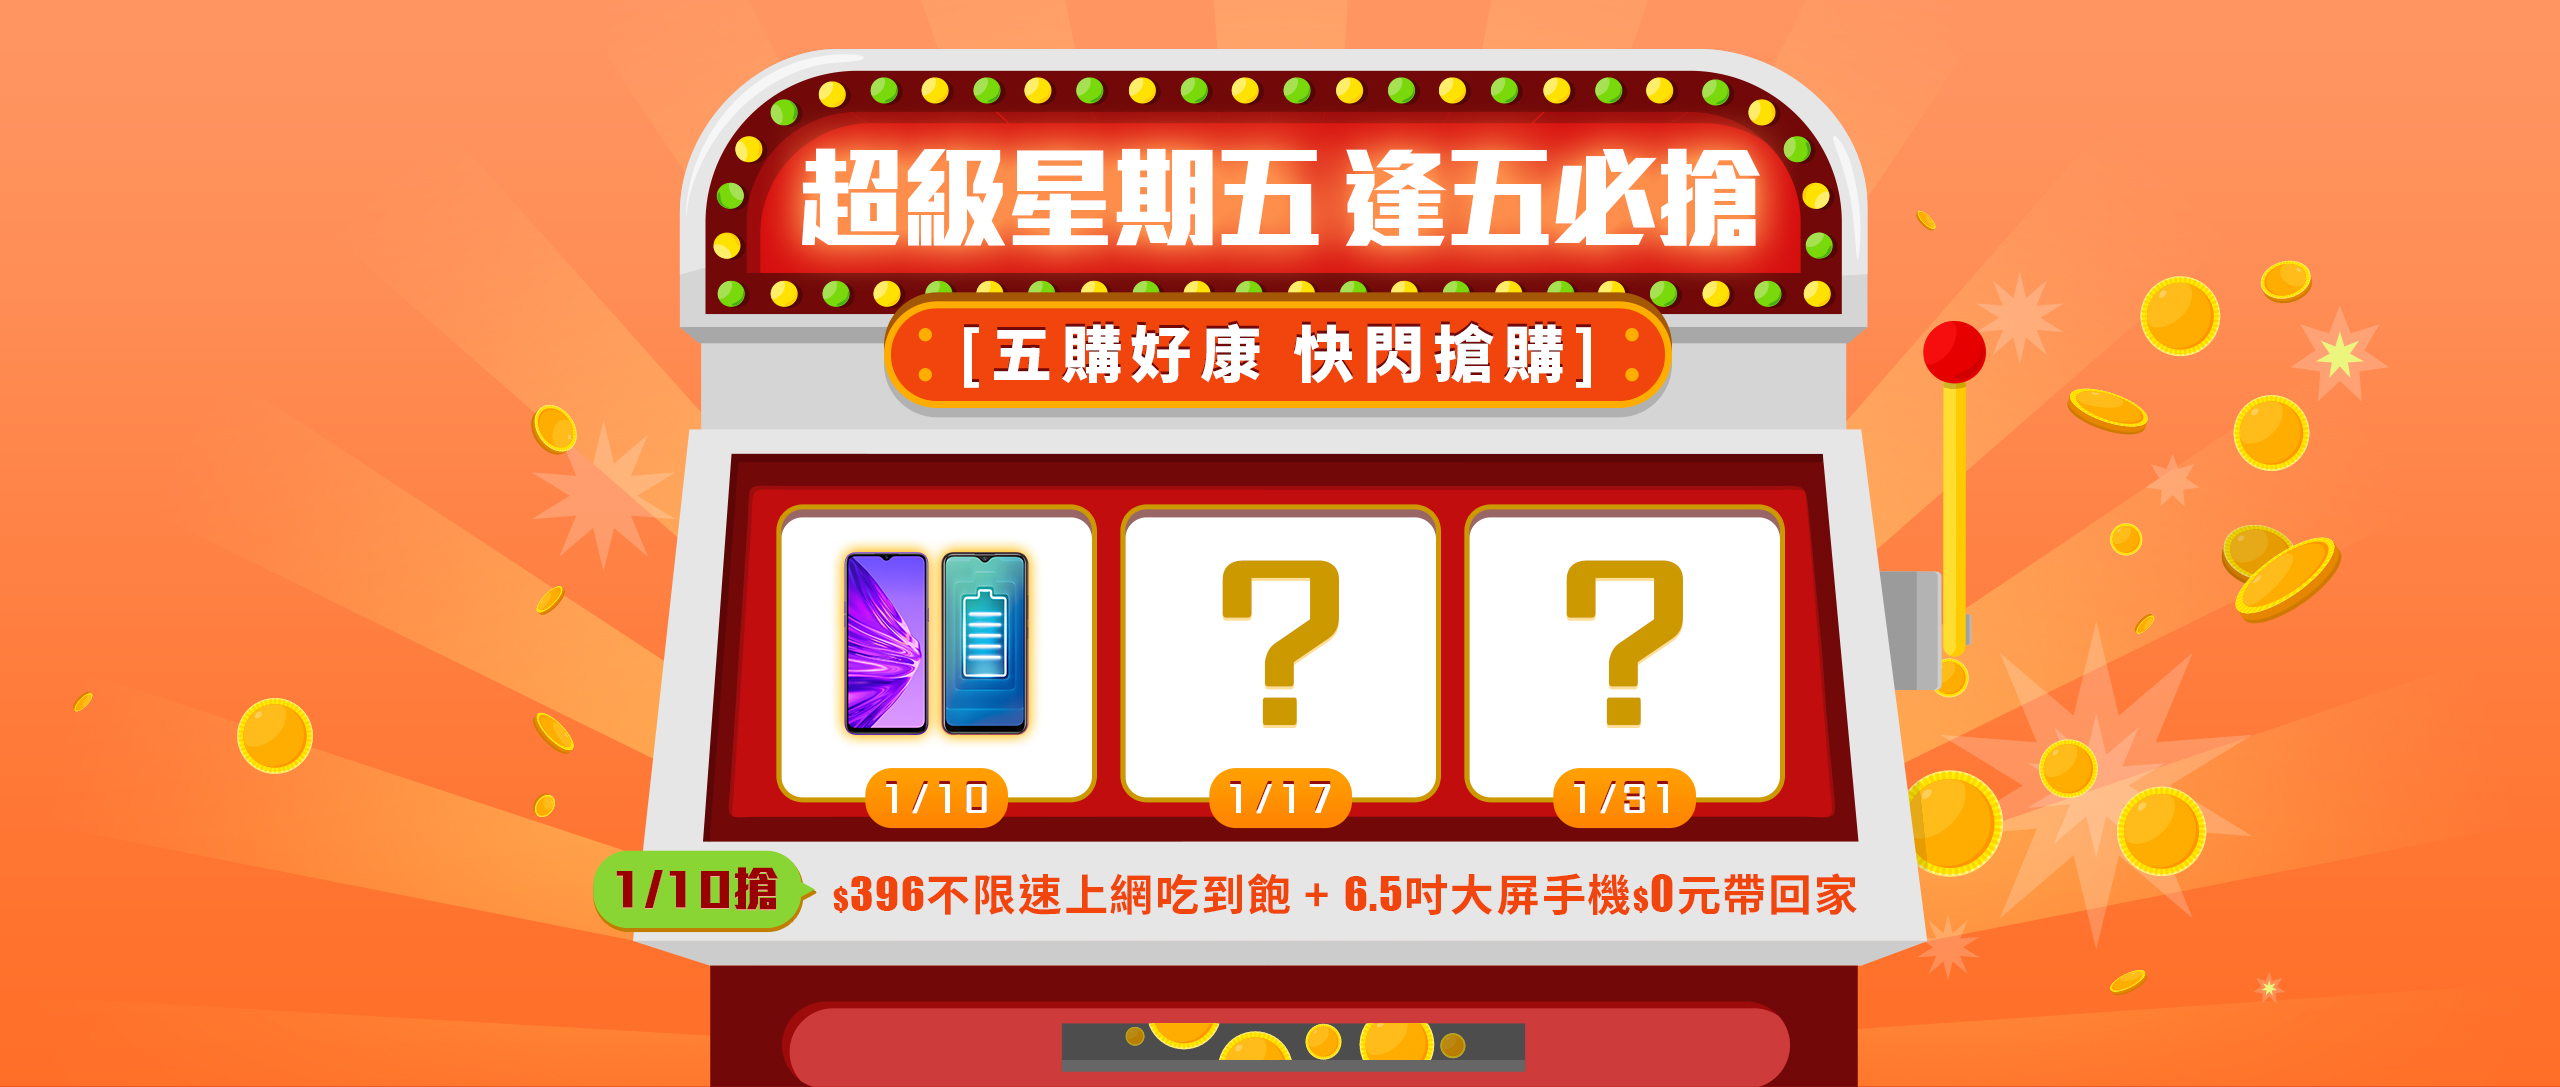 超級星期五 逢五必搶
[五購好康 快閃搶購]
? ?
1/10 1/17 1/31
1/10搶 $396不限速上網吃到飽 + 6.5吋大屏手機$0元帶回家